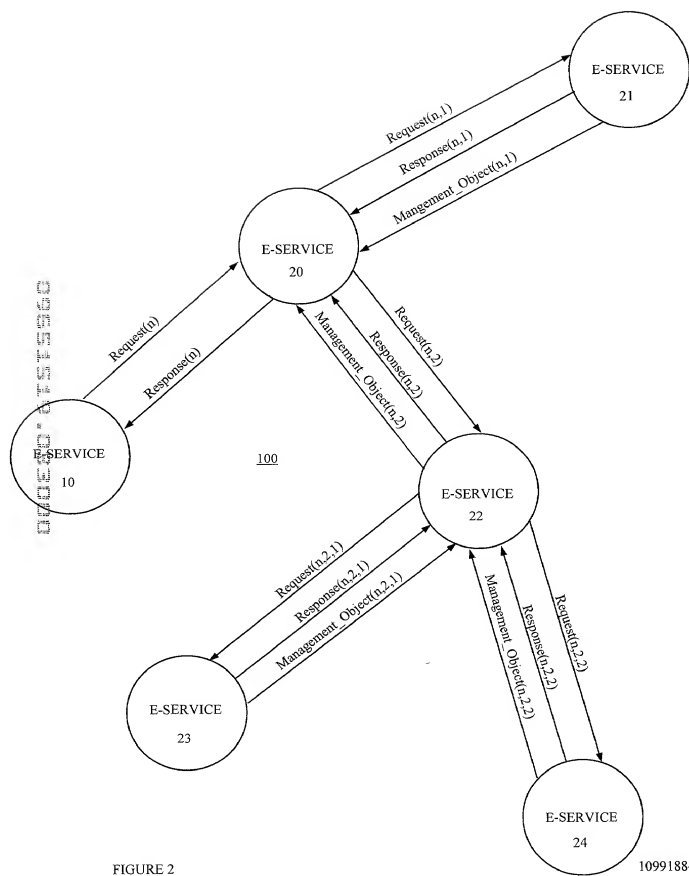 E-SERVICE
21
Request(n,1)
Response(n,1)
Mangement_Object(n,1)
E-SERVICE
20
Request(n)
Response(n)
Request(n,2)
Response(n,2)
Management_Object(n,2)
E-SERVICE
10
100
E-SERVICE
22
Request(n,2,1)
Response(n,2,1)
Management_Object(n,2,1)
Request(n,2,2)
Response(n,2,2)
Management_Object(n,2,2)
E-SERVICE
23
E-SERVICE
24
FIGURE 2
1099188